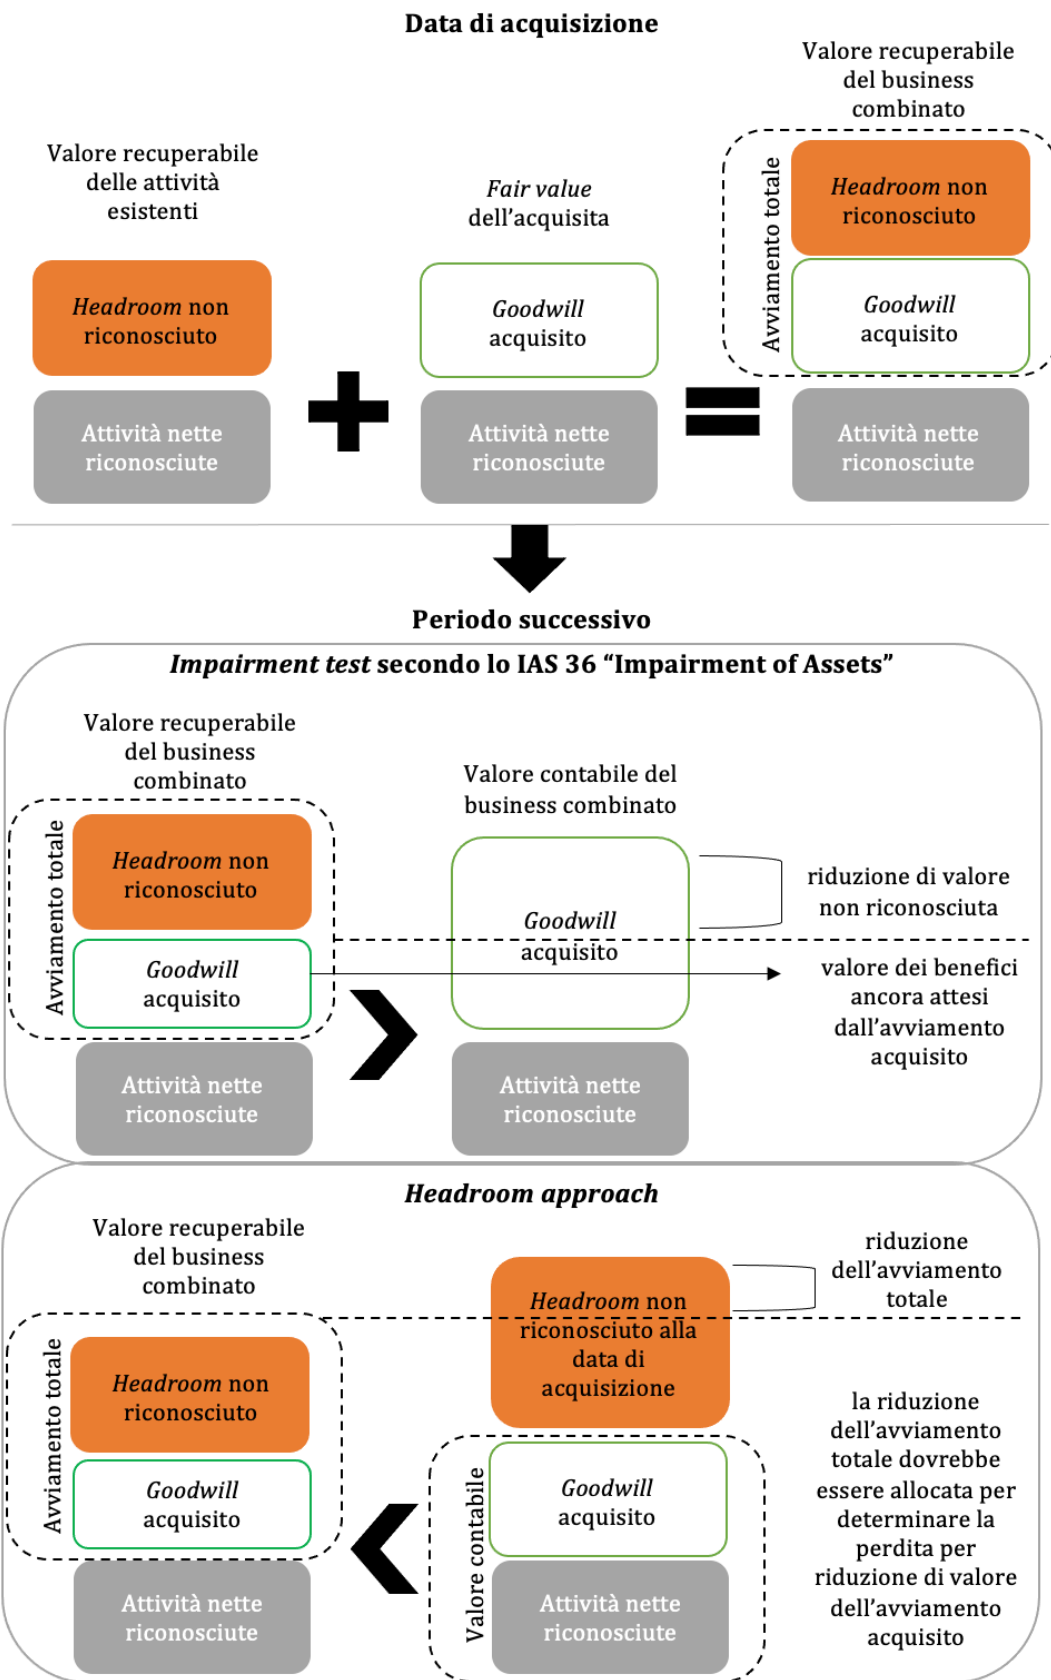 Data di acquisizione
Valore recuperabile
delle attività
esistenti
Headroom non
riconosciuto
Attività nette
riconosciute
Fair value
dell’acquisita
Goodwill
acquisito
Attività nette
riconosciute
Valore recuperabile
del business
combinato
Avviamento totale
Headroom non
riconosciuto
Goodwill
acquisito
Attività nette
riconosciute
Periodo successivo
Impairment test secondo lo IAS 36 “Impairment of Assets”
Valore recuperabile
del business
combinato
Avviamento totale
Headroom non
riconosciuto
Goodwill
acquisito
Attività nette
riconosciute
Valore contabile del
business combinato
Goodwill
acquisito
Attività nette
riconosciute
riduzione di valore
non riconosciuta
valore dei benefici
ancora attesi
dall’avviamento
acquisito
Headroom approach
Valore recuperabile
del business
combinato
Avviamento totale
Headroom non
riconosciuto
Goodwill
acquisito
Attività nette
riconosciute
Headroom non
riconosciuto alla
data di
acquisizione
Valore contabile
Goodwill
acquisito
Attività nette
riconosciute
riduzione
dell’avviamento
totale
la riduzione
dell’avviamento
totale dovrebbe
essere allocata per
determinare la
perdita per
riduzione di valore
dell’avviamento
acquisito